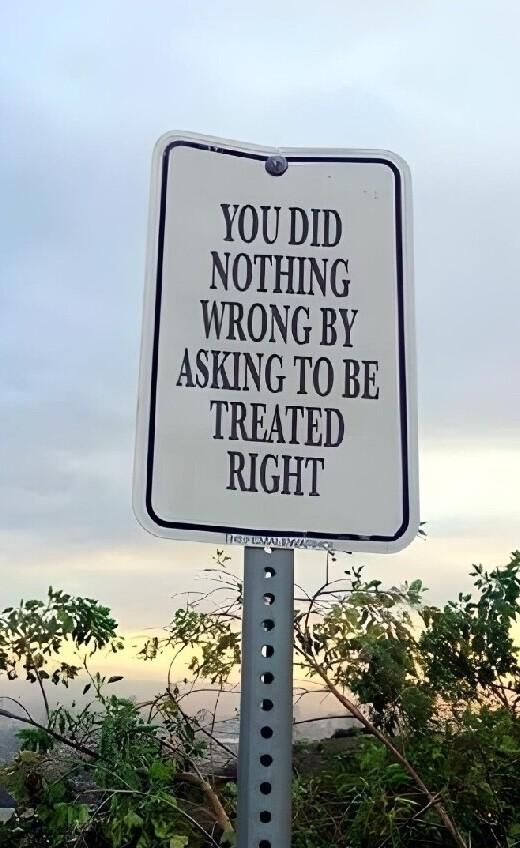 YOU DID
NOTHING
WRONG BY
ASKING TO BE
TREATED
RIGHT